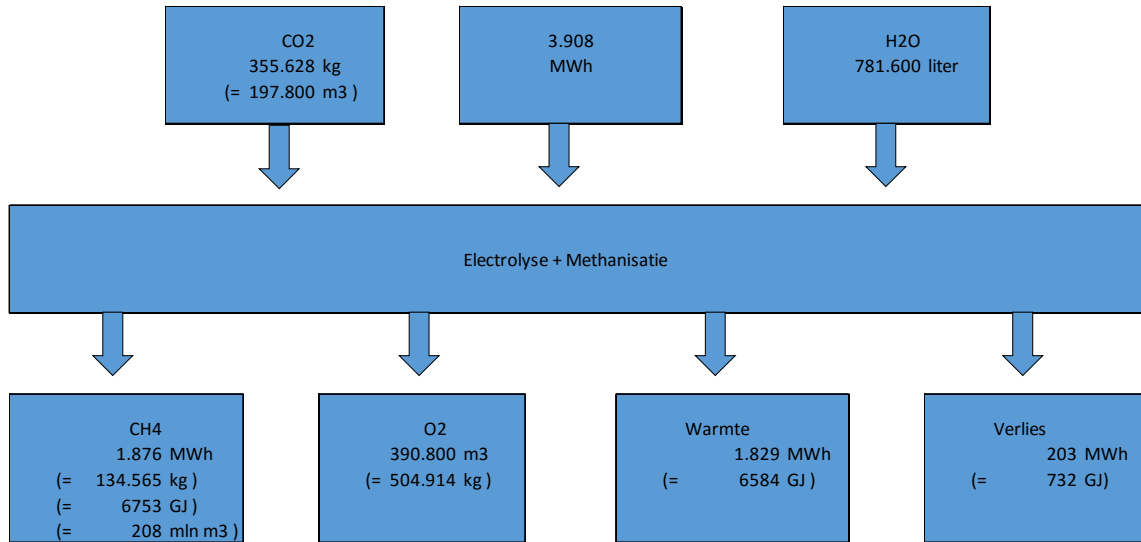 CO2
355.628 kg
(= 197.800 m3 )
3.908
MWh
H2O
781.600 liter
Electrolyse + Methanisatie
CH4
1.876 MWh
(= 134.565 kg )
(= 6753 GJ )
(= 208 mln m3 )
O2
390.800 m3
(= 504.914 kg )
Warmte
1.829 MWh
(= 6584 GJ )
Verlies
203 MWh
(= 732 GJ)